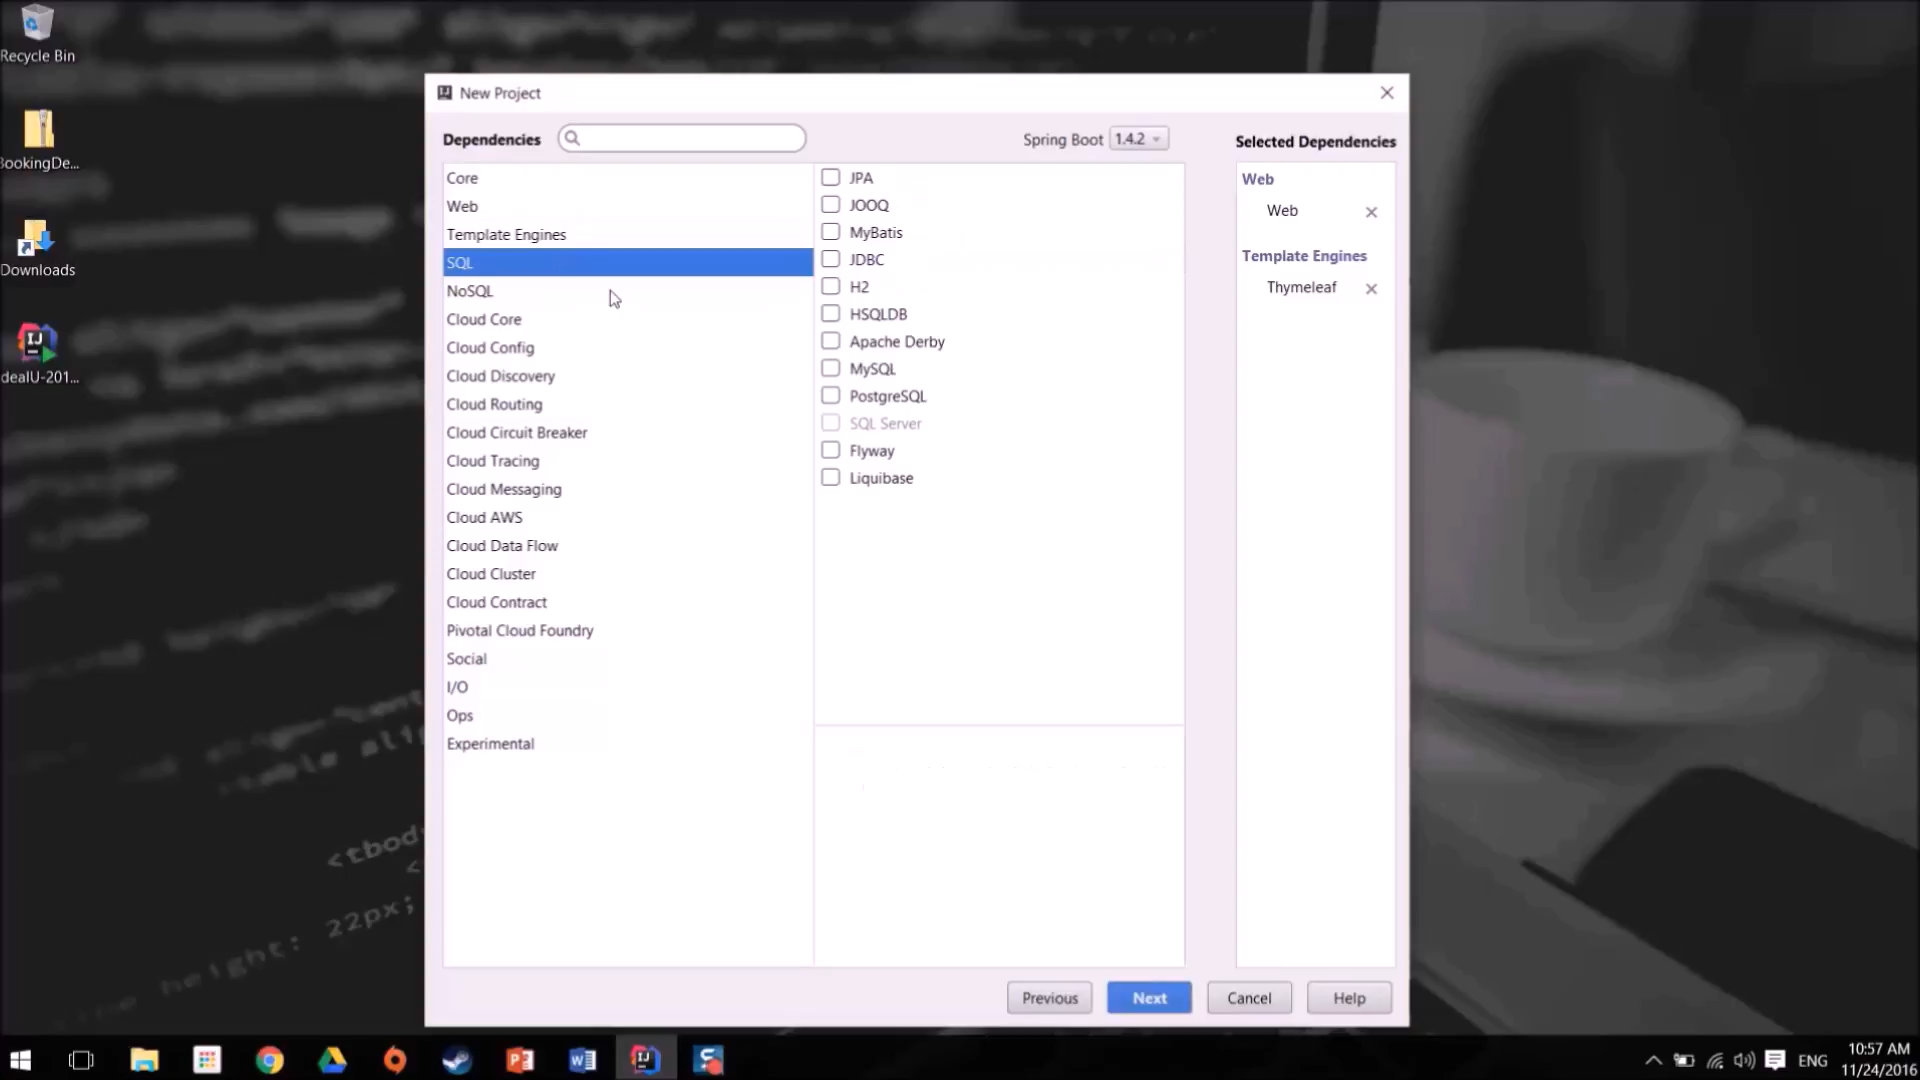 Recycle Bin
BookingDe...
Downloads
dealU-201...
New Project
Dependencies
Spring Boot 1.4.2
Selected Dependencies
Core
Web
Template Engines
SQL
NoSQL
Cloud Core
Cloud Config
Cloud Discovery
Cloud Routing
Cloud Circuit Breaker
Cloud Tracing
Cloud Messaging
Cloud AWS
Cloud Data Flow
Cloud Cluster
Cloud Contract
Pivotal Cloud Foundry
Social
I/O
Ops
Experimental
JPA
JOOQ
MyBatis
JDBC
H2
HSQLDB
Apache Derby
MySQL
PostgreSQL
SQL Server
Flyway
Liquibase
Web
Web
Template Engines
Thymeleaf
Previous
Next
Cancel
Help
<tbody
22px;
height:
ENG
10:57 AM
11/24/2016